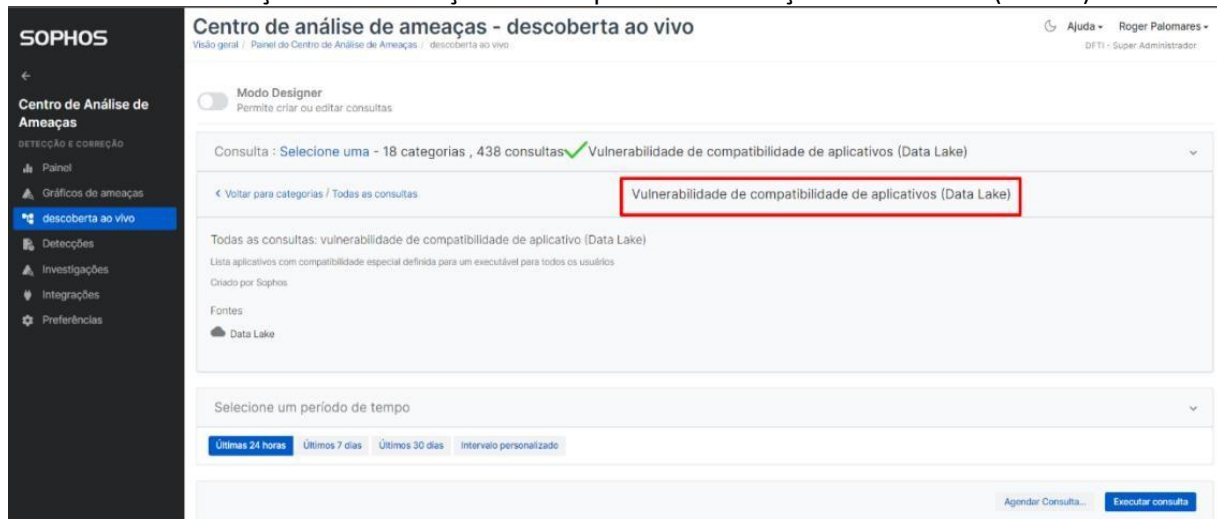 SOPHOS
Centro de análise de ameaças - descoberta ao vivo
Visão geral / Painel do Centro de Análise de Ameaças / descoberta ao vivo
Ajuda
Roger Palomares
DFTI - Super Administrador
Centro de Análise de
Ameaças
DETECÇÃO E CORREÇÃO
Painel
Gráficos de ameaças
descoberta ao vivo
Detecções
Investigações
Integrações
Preferências
Modo Designer
Permite criar ou editar consultas
Consulta : Selecione uma - 18 categorias , 438 consultas Vulnerabilidade de compatibilidade de aplicativos (Data Lake)
Voltar para categorias / Todas as consultas
Vulnerabilidade de compatibilidade de aplicativos (Data Lake)
Todas as consultas: vulnerabilidade de compatibilidade de aplicativo (Data Lake)
Lista aplicativos com compatibilidade especial definida para um executável para todos os usuários
Criado por Sophos
Fontes
Data Lake
Selecione um período de tempo
Últimas 24 horas
Últimos 7 dias
Últimos 30 dias
Intervalo personalizado
Agendar Consulta...
Executar consulta